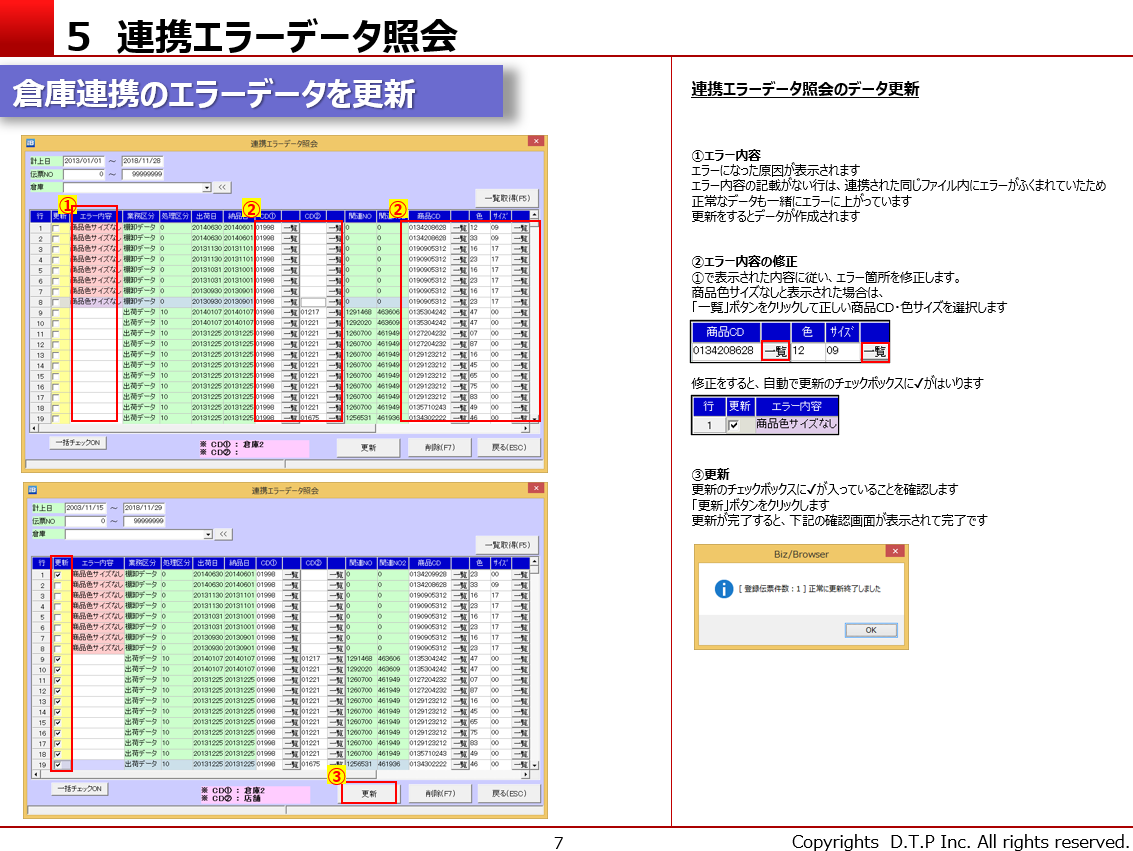 5 連携エラーデータ照会
倉庫連携のエラーデータを更新
連携エラーデータ照会
計上日 2013/01/01 ～ 2018/11/28
伝票NO 0 ～ 99999999
倉庫 <<
一覧取得(F5)
① ② ②
行 更新 エラー内容 業務区分 処理区分 出荷日 納品日 CD① CD② 関連NO 商品CD 色 サイズ
1 商品色サイズな 棚卸データ 0 20140630 20140601 01998 一覧 一覧 0 0 0134208628 一覧 12 09 一覧
2 商品色サイズな 棚卸データ 0 20140630 20140601 01998 一覧 一覧 0 0 0134208628 一覧 33 09 一覧
3 商品色サイズな 棚卸データ 0 20131130 20131101 01998 一覧 一覧 0 0 0190905312 一覧 16 17 一覧
4 商品色サイズな 棚卸データ 0 20131130 20131101 01998 一覧 一覧 0 0 0190905312 一覧 23 17 一覧
5 商品色サイズな 棚卸データ 0 20131031 20131001 01998 一覧 一覧 0 0 0190905312 一覧 16 17 一覧
6 商品色サイズな 棚卸データ 0 20131031 20131001 01998 一覧 一覧 0 0 0190905312 一覧 23 17 一覧
7 商品色サイズな 棚卸データ 0 20130930 20130901 01998 一覧 一覧 0 0 0190905312 一覧 16 17 一覧
8 商品色サイズな 棚卸データ 0 20130930 20130901 01998 一覧 一覧 0 0 0190905312 一覧 23 17 一覧
9 出荷データ 10 20140107 20140107 01998 一覧 01217 一覧 1291468 463606 0135304242 一覧 47 00 一覧
10 出荷データ 10 20140107 20140107 01998 一覧 01221 一覧 1292020 463609 0135304242 一覧 47 00 一覧
11 出荷データ 10 20131225 20131225 01998 一覧 01221 一覧 1260700 461949 0127204232 一覧 07 00 一覧
12 出荷データ 10 20131225 20131225 01998 一覧 01221 一覧 1260700 461949 0127204232 一覧 87 00 一覧
13 出荷データ 10 20131225 20131225 01998 一覧 01221 一覧 1260700 461949 0129123212 一覧 16 00 一覧
14 出荷データ 10 20131225 20131225 01998 一覧 01221 一覧 1260700 461949 0129123212 一覧 45 00 一覧
15 出荷データ 10 20131225 20131225 01998 一覧 01221 一覧 1260700 461949 0129123212 一覧 65 00 一覧
16 出荷データ 10 20131225 20131225 01998 一覧 01221 一覧 1260700 461949 0129123212 一覧 75 00 一覧
17 出荷データ 10 20131225 20131225 01998 一覧 01221 一覧 1260700 461949 0129123212 一覧 83 00 一覧
18 出荷データ 10 20131225 20131225 01998 一覧 01221 一覧 1260700 461949 0135710243 一覧 49 00 一覧
19 出荷データ 10 20131225 20131225 01998 一覧 01675 一覧 1256531 461936 0134302222 一覧 46 00 一覧
一括チェックON ※ CD① : 倉庫2 更新 削除(F7) 戻る(ESC)
※ CD② :
連携エラーデータ照会
計上日 2003/11/15 ～ 2018/11/29
伝票NO 0 ～ 99999999
倉庫 <<
一覧取得(F5)
行 更新 エラー内容 業務区分 処理区分 出荷日 納品日 CD① CD② 関連NO 関連NO2 商品CD 色 サイズ
1 商品色サイズなし 棚卸データ 0 20140630 20140601 01998 一覧 一覧 0 0 0134209928 一覧 23 00 一覧
2 商品色サイズなし 棚卸データ 0 20140630 20140601 01998 一覧 一覧 0 0 0134208628 一覧 33 09 一覧
3 商品色サイズなし 棚卸データ 0 20131130 20131101 01998 一覧 一覧 0 0 0190905312 一覧 16 17 一覧
4 商品色サイズなし 棚卸データ 0 20131130 20131101 01998 一覧 一覧 0 0 0190905312 一覧 23 17 一覧
5 商品色サイズなし 棚卸データ 0 20131031 20131001 01998 一覧 一覧 0 0 0190905312 一覧 16 17 一覧
6 商品色サイズなし 棚卸データ 0 20131031 20131001 01998 一覧 一覧 0 0 0190905312 一覧 23 17 一覧
7 商品色サイズなし 棚卸データ 0 20130930 20130901 01998 一覧 一覧 0 0 0190905312 一覧 16 17 一覧
8 商品色サイズなし 棚卸データ 0 20130930 20130901 01998 一覧 一覧 0 0 0190905312 一覧 23 17 一覧
9 出荷データ 10 20140107 20140107 01998 一覧 01217 一覧 1291468 463606 0135304242 一覧 47 00 一覧
10 出荷データ 10 20140107 20140107 01998 一覧 01221 一覧 1292020 463609 0135304242 一覧 47 00 一覧
11 出荷データ 10 20131225 20131225 01998 一覧 01221 一覧 1260700 461949 0127204232 一覧 07 00 一覧
12 出荷データ 10 20131225 20131225 01998 一覧 01221 一覧 1260700 461949 0127204232 一覧 87 00 一覧
13 出荷データ 10 20131225 20131225 01998 一覧 01221 一覧 1260700 461949 0129123212 一覧 16 00 一覧
14 出荷データ 10 20131225 20131225 01998 一覧 01221 一覧 1260700 461949 0129123212 一覧 45 00 一覧
15 出荷データ 10 20131225 20131225 01998 一覧 01221 一覧 1260700 461949 0129123212 一覧 65 00 一覧
16 出荷データ 10 20131225 20131225 01998 一覧 01221 一覧 1260700 461949 0129123212 一覧 75 00 一覧
17 出荷データ 10 20131225 20131225 01998 一覧 01221 一覧 1260700 461949 0129123212 一覧 83 00 一覧
18 出荷データ 10 20131225 20131225 01998 一覧 01221 一覧 1260700 461949 0135710243 一覧 49 00 一覧
19 出荷データ 10 20131225 20131225 01998 一覧 01675 一覧 1256531 461936 0134302222 一覧 46 00 一覧
③
一括チェックON ※ CD① : 倉庫2 更新 削除(F7) 戻る(ESC)
※ CD② : 店舗
連携エラーデータ照会のデータ更新
①エラー内容
エラーになった原因が表示されます
エラー内容の記載がない行は、連携された同じファイル内にエラーがふくまれていたため
正常なデータも一緒にエラーに上がっています
更新をするとデータが作成されます
②エラー内容の修正
①で表示された内容に従い、エラー箇所を修正します。
商品色サイズなしと表示された場合は、
「一覧」ボタンをクリックして正しい商品CD・色サイズを選択します
商品CD 色 サイズ
0134208628 一覧 12 09 一覧
修正をすると、自動で更新のチェックボックスに✓がはいります
行 更新 エラー内容
1 商品色サイズなし
③更新
更新のチェックボックスに✓が入っていることを確認します
「更新」ボタンをクリックします
更新が完了すると、下記の確認画面が表示されて完了です
Biz/Browser
[ 登録伝票件数：1 ] 正常に更新終了しました
OK
7
Copyrights D.T.P Inc. All rights reserved.